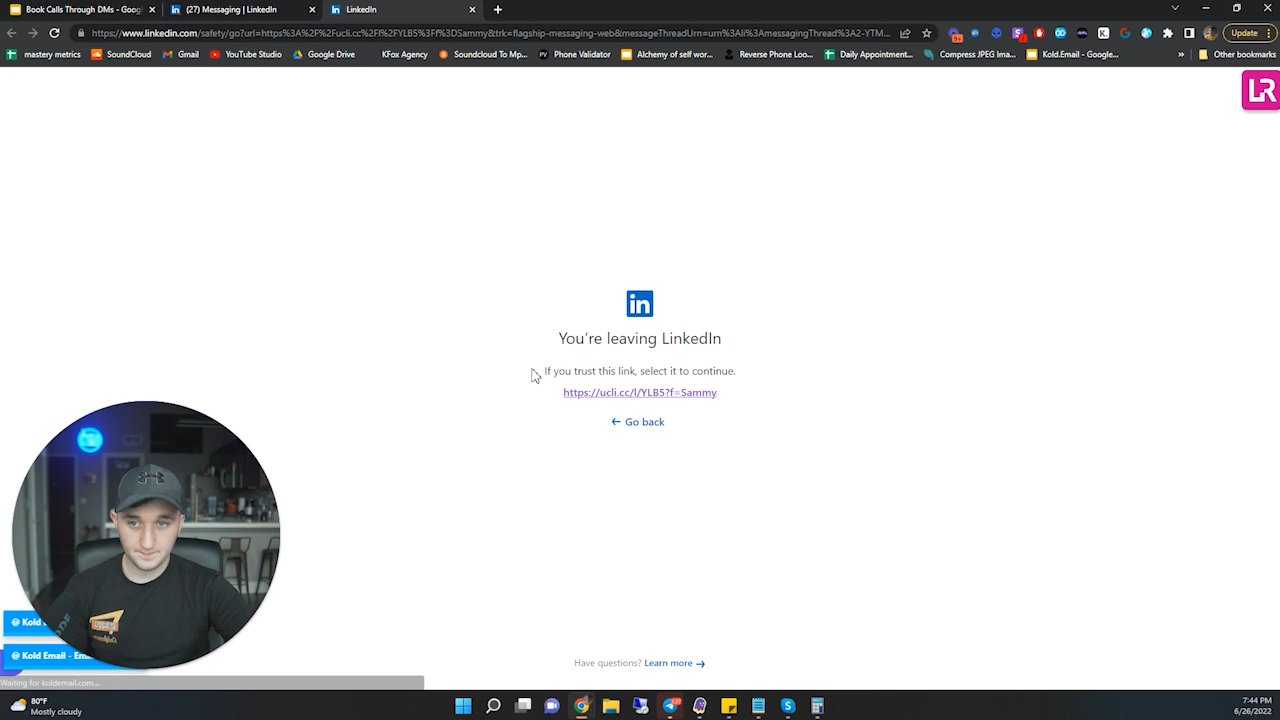 Book Calls Through DMs - Goog
(27) Messaging | LinkedIn
LinkedIn
https://www.linkedin.com/safety/go?url=https%3A%2F%2Fucli.cc%2Fl%2FYLB5%3Ff%3DSammy&trk=flagship-messaging-web&messageThreadUrn=urn%3Ali%3AmessagingThread%3A2-YTM...
Update
mastery metrics
SoundCloud
Gmail
YouTube Studio
Google Drive
KFox Agency
Soundcloud To Mp...
PV
Phone Validator
Alchemy of self wor...
Reverse Phone Loo...
Daily Appointment...
Compress JPEG Ima...
Kold.Email - Google...
»
Other bookmarks
LR
in
You're leaving LinkedIn
If you trust this link, select it to continue.
https://ucli.cc/l/YLB5?f=Sammy
← Go back
@ Kold
@ Kold Email - Ema
Waiting for koldemail.com...
Have questions? Learn more →
80°F
Mostly cloudy
7:44 PM
6/26/2022